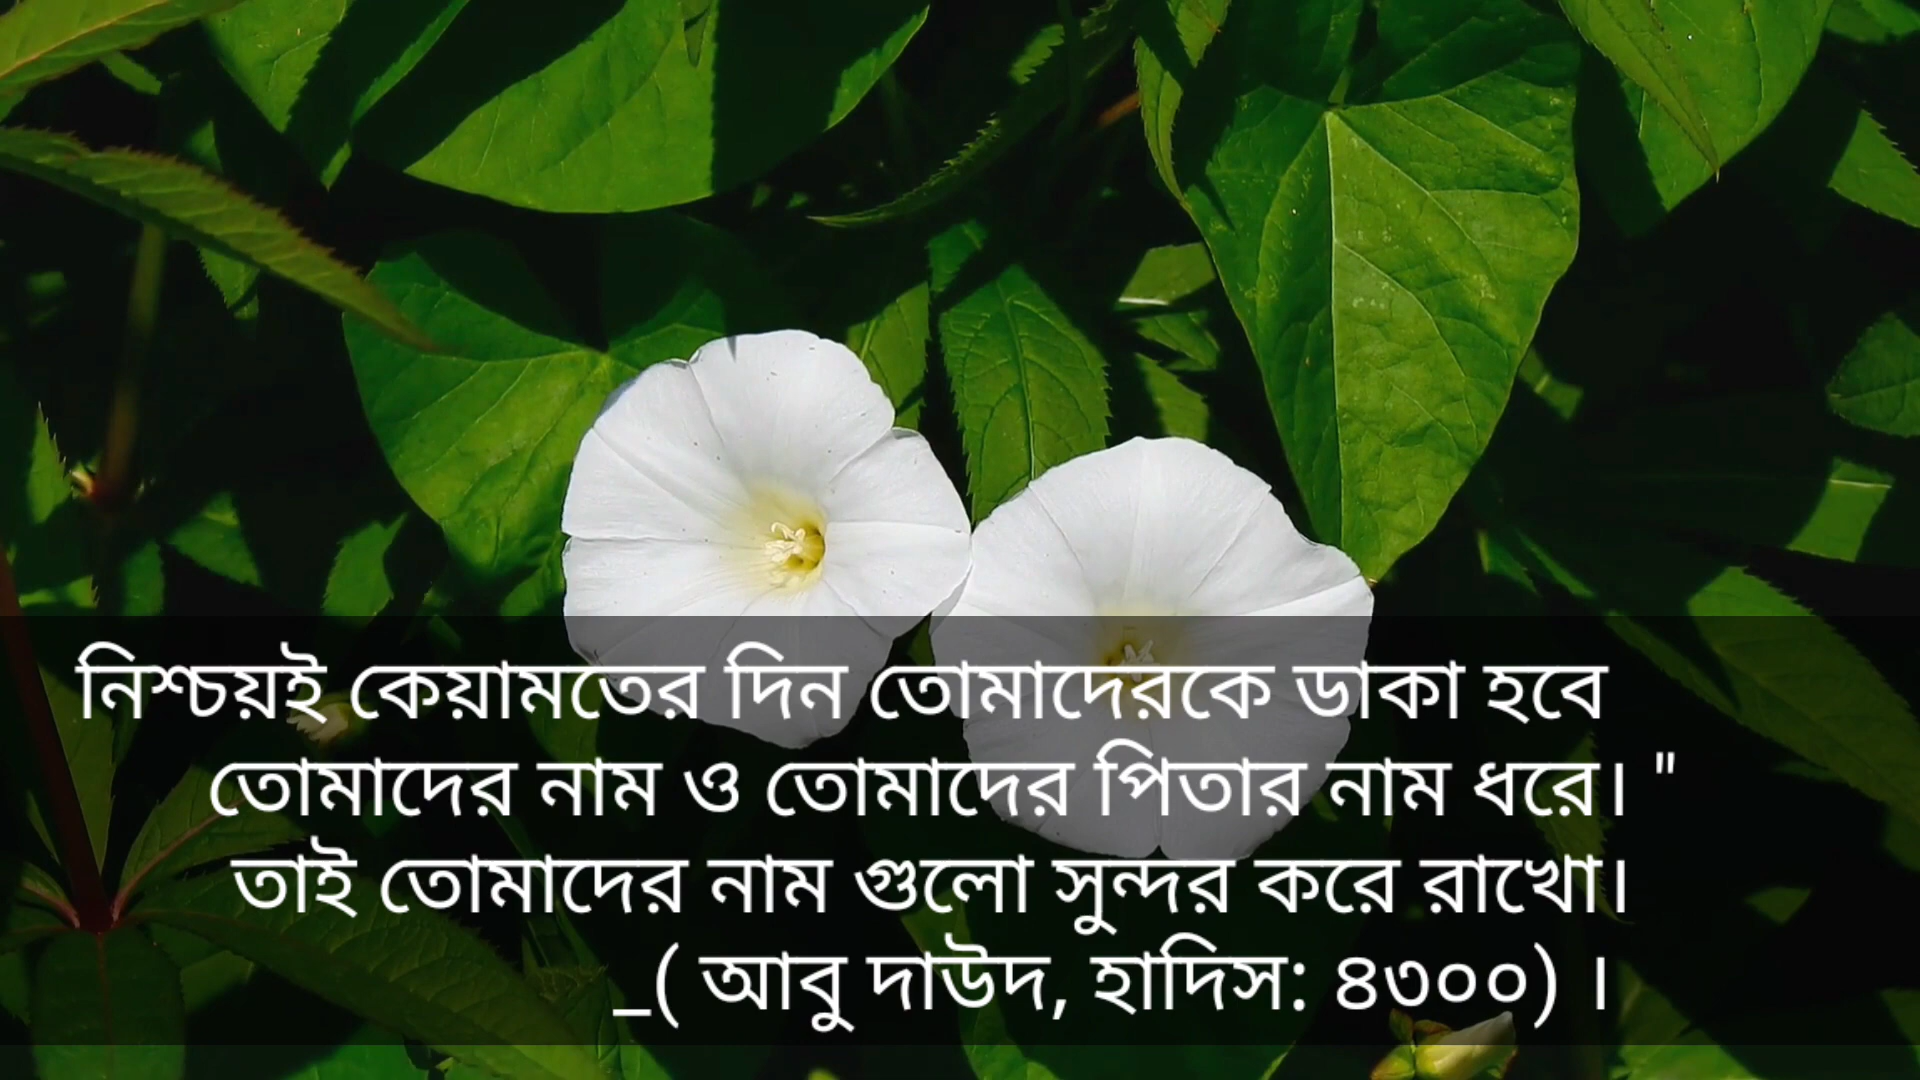 নিশ্চয়ই কেয়ামতের দিন তোমাদেরকে ডাকা হবে
তোমাদের নাম ও তোমাদের পিতার নাম ধরে। "
তাই তোমাদের নাম গুলো সুন্দর করে রাখো।
_( আবু দাউদ, হাদিস: ৪৩০০) ।